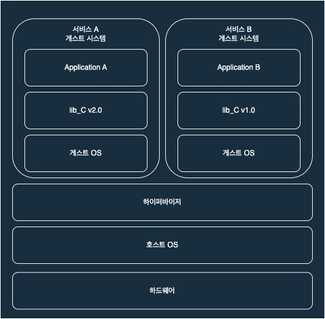 서비스 A
게스트 시스템
Application A
lib_C v2.0
게스트 OS
서비스 B
게스트 시스템
Application B
lib_C v1.0
게스트 OS
하이퍼바이저
호스트 OS
하드웨어